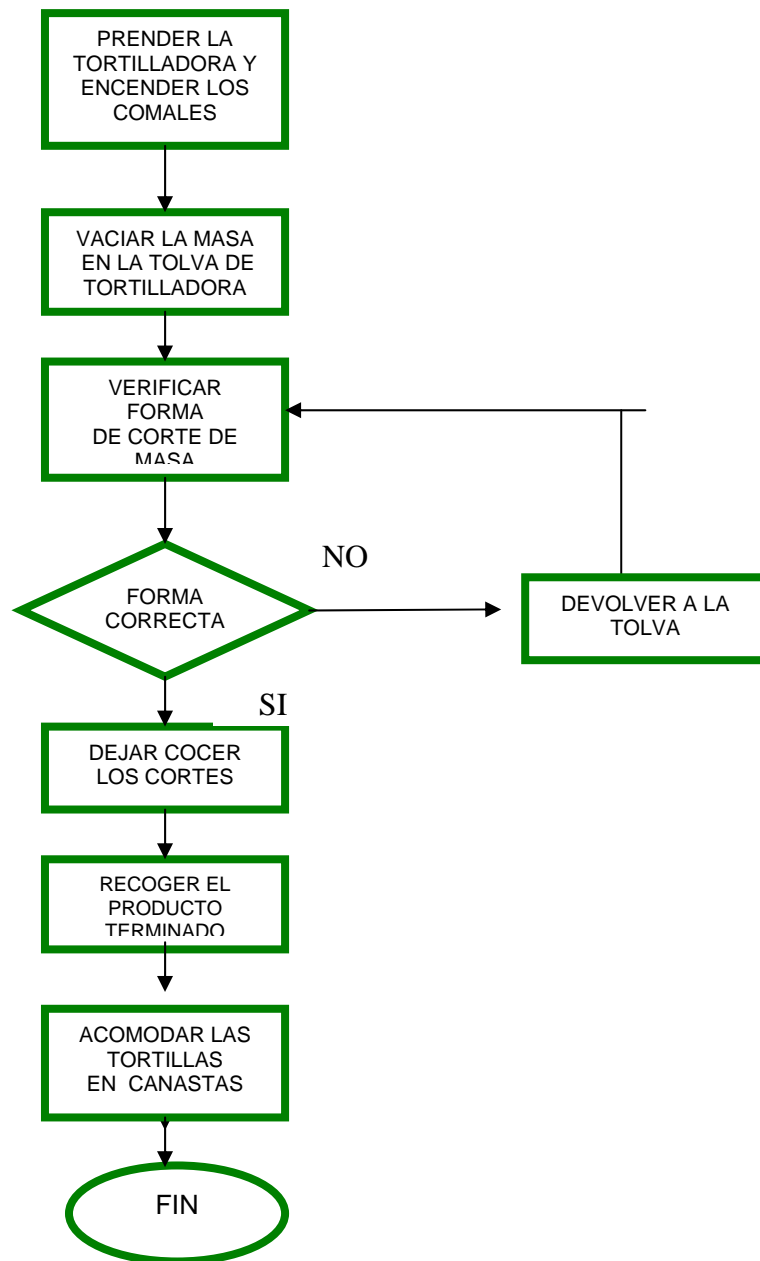 PRENDER LA
TORTILLADORA Y
ENCENDER LOS
COMALES
VACIAR LA MASA
EN LA TOLVA DE
TORTILLADORA
VERIFICAR
FORMA
DE CORTE DE
MASA
NO
FORMA
CORRECTA
DEVOLVER A LA
TOLVA
SI
DEJAR COCER
LOS CORTES
RECOGER EL
PRODUCTO
TERMINADO
ACOMODAR LAS
TORTILLAS
EN CANASTAS
FIN